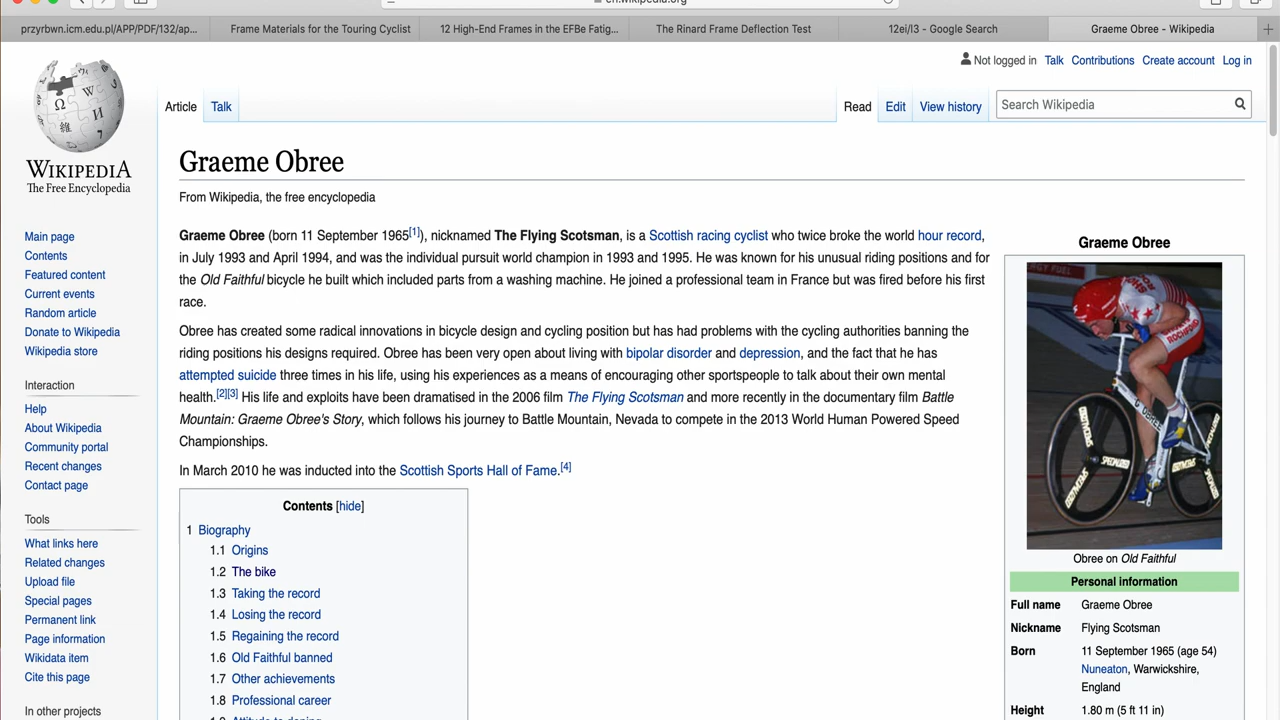 en.wikipedia.org
przyrbwn.icm.edu.pl/APP/PDF/132/ap...
Frame Materials for the Touring Cyclist
12 High-End Frames in the EFBe Fatig...
The Rinard Frame Deflection Test
12ei/l3 - Google Search
Graeme Obree - Wikipedia
Not logged in Talk Contributions Create account Log in
Article Talk
Read Edit View history
Search Wikipedia
WIKIPEDIA
The Free Encyclopedia
Main page
Contents
Featured content
Current events
Random article
Donate to Wikipedia
Wikipedia store
Interaction
Help
About Wikipedia
Community portal
Recent changes
Contact page
Tools
What links here
Related changes
Upload file
Special pages
Permanent link
Page information
Wikidata item
Cite this page
In other projects
Graeme Obree
From Wikipedia, the free encyclopedia
Graeme Obree (born 11 September 1965[1]), nicknamed The Flying Scotsman, is a Scottish racing cyclist who twice broke the world hour record,
in July 1993 and April 1994, and was the individual pursuit world champion in 1993 and 1995. He was known for his unusual riding positions and for
the Old Faithful bicycle he built which included parts from a washing machine. He joined a professional team in France but was fired before his first
race.
Obree has created some radical innovations in bicycle design and cycling position but has had problems with the cycling authorities banning the
riding positions his designs required. Obree has been very open about living with bipolar disorder and depression, and the fact that he has
attempted suicide three times in his life, using his experiences as a means of encouraging other sportspeople to talk about their own mental
health.[2][3] His life and exploits have been dramatised in the 2006 film The Flying Scotsman and more recently in the documentary film Battle
Mountain: Graeme Obree's Story, which follows his journey to Battle Mountain, Nevada to compete in the 2013 World Human Powered Speed
Championships.
In March 2010 he was inducted into the Scottish Sports Hall of Fame.[4]
Contents [hide]
1 Biography
1.1 Origins
1.2 The bike
1.3 Taking the record
1.4 Losing the record
1.5 Regaining the record
1.6 Old Faithful banned
1.7 Other achievements
1.8 Professional career
Graeme Obree
SPECIALIZED
Obree on Old Faithful
Personal information
Full name Graeme Obree
Nickname Flying Scotsman
Born 11 September 1965 (age 54)
Nuneaton, Warwickshire,
England
Height 1.80 m (5 ft 11 in)